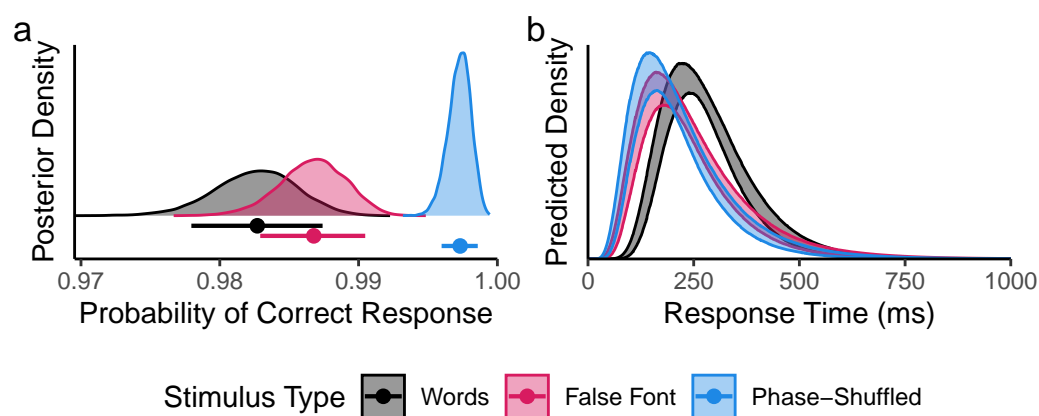 a
Posterior Density
0.97 0.98 0.99 1.00
Probability of Correct Response
b
Predicted Density
0 250 500 750 1000
Response Time (ms)
Stimulus Type Words False Font Phase−Shuffled